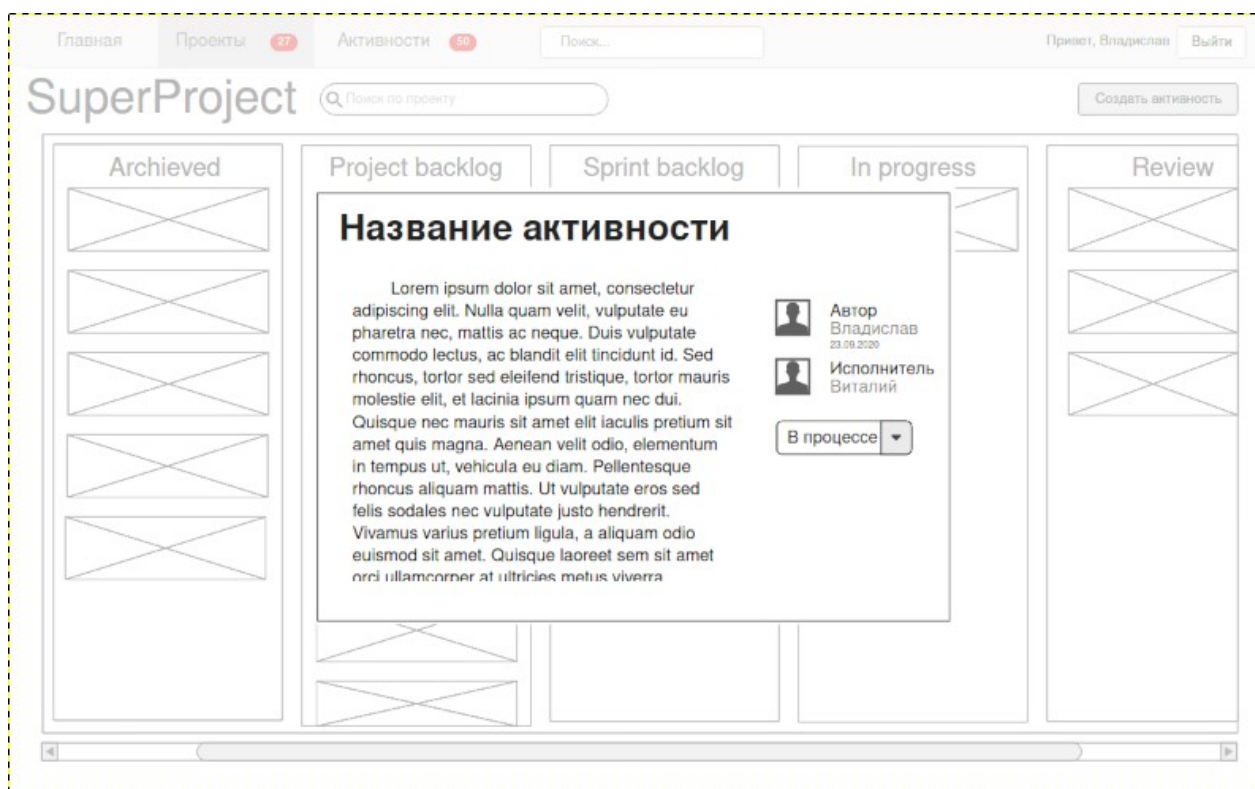 Главная Проекты 27 Активности 50 Поиск... Привет, Владислав Выйти
SuperProject Поиск по проекту Создать активность
Archieved Project backlog Sprint backlog In progress Review
Название активности
Lorem ipsum dolor sit amet, consectetur
adipiscing elit. Nulla quam velit, vulputate eu
pharetra nec, mattis ac neque. Duis vulputate
commodo lectus, ac blandit elit tincidunt id. Sed
rhoncus, tortor sed eleifend tristique, tortor mauris
molestie elit, et lacinia ipsum quam nec dui.
Quisque nec mauris sit amet elit iaculis pretium sit
amet quis magna. Aenean velit odio, elementum
in tempus ut, vehicula eu diam. Pellentesque
rhoncus aliquam mattis. Ut vulputate eros sed
felis sodales nec vulputate justo hendrerit.
Vivamus varius pretium ligula, a aliquam odio
euismod sit amet. Quisque laoreet sem sit amet
orci ullamcorper at ultricies metus viverra
Автор
Владислав
23.09.2020
Исполнитель
Виталий
В процессе